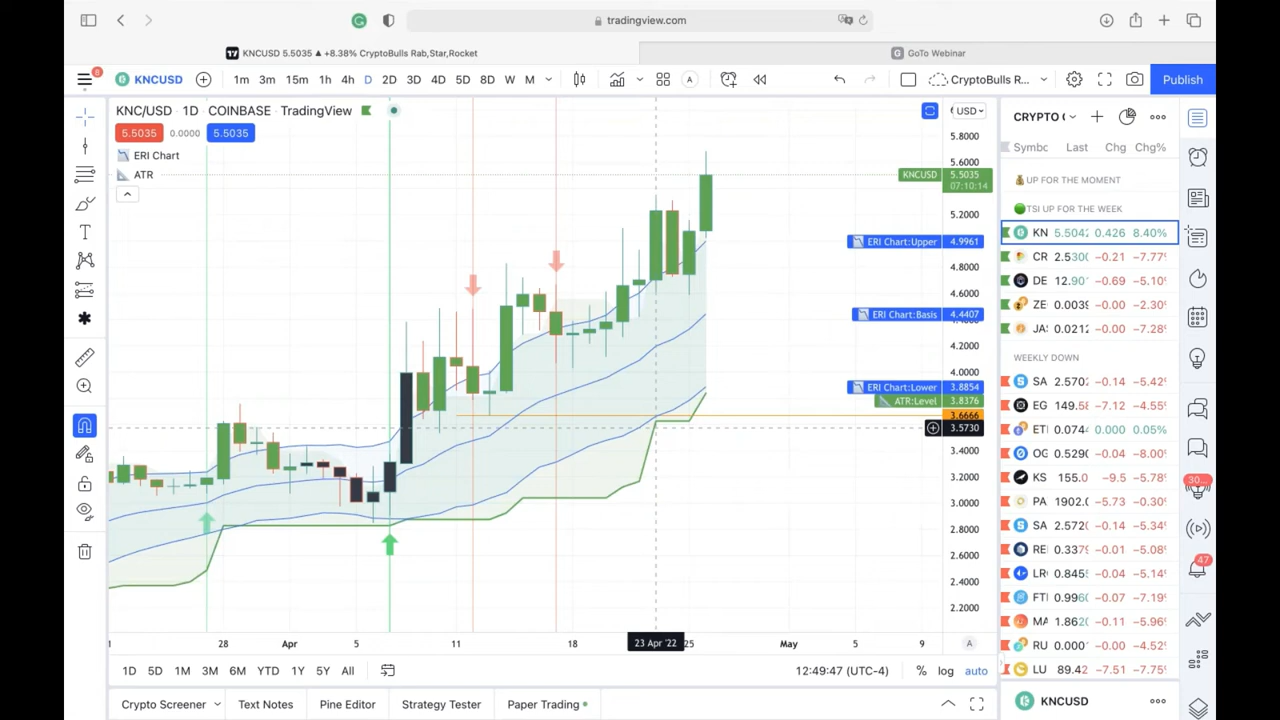 tradingview.com
KNCUSD 5.5035 ▲ +8.38% CryptoBulls Rab,Star,Rocket
G GoTo Webinar
8
KNCUSD 1m 3m 15m 1h 4h D 2D 3D 4D 5D 8D W M A CryptoBulls R... Publish
KNC/USD · 1D COINBASE · TradingView
5.5035 0.0000 5.5035
ERI Chart
ATR
USD
5.8000
5.6000
KNCUSD 5.5035
07:10:14
5.2000
ERI Chart:Upper 4.9961
4.8000
4.6000
ERI Chart:Basis 4.4407
4.2000
4.0000
ERI Chart:Lower 3.8854
ATR:Level 3.8376
3.6666
3.5730
3.4000
3.2000
3.0000
2.8000
2.6000
2.4000
2.2000
28 Apr 5 11 18 23 Apr '22 25 May 5 9 A
1D 5D 1M 3M 6M YTD 1Y 5Y All 12:49:47 (UTC-4) % log auto
Crypto Screener Text Notes Pine Editor Strategy Tester Paper Trading
CRYPTO
Symbc Last Chg Chg%
UP FOR THE MOMENT
TSI UP FOR THE WEEK
KN 5.5042 0.426 8.40%
CR 2.5300 −0.21 −7.77%
DE 12.90 −0.69 −5.10%
ZE 0.0039 −0.00 −2.30%
JA 0.0212 −0.00 −7.28%
WEEKLY DOWN
SA 2.5702 −0.14 −5.42%
EG 149.58 −7.12 −4.55%
ET 0.0744 0.000 0.05%
OG 0.5290 −0.04 −8.00%
KS 155.0 −9.5 −5.78%
PA 1902.0 −5.73 −0.30%
SA 2.5720 −0.14 −5.34%
RE 0.3379 −0.01 −5.08%
LR 0.8455 −0.04 −5.14%
FT 0.9960 −0.07 −7.19%
MA 1.8620 −0.11 −5.96%
RU 0.000 −0.00 −4.52%
LU 89.42 −7.51 −7.75%
KNCUSD
30...
47